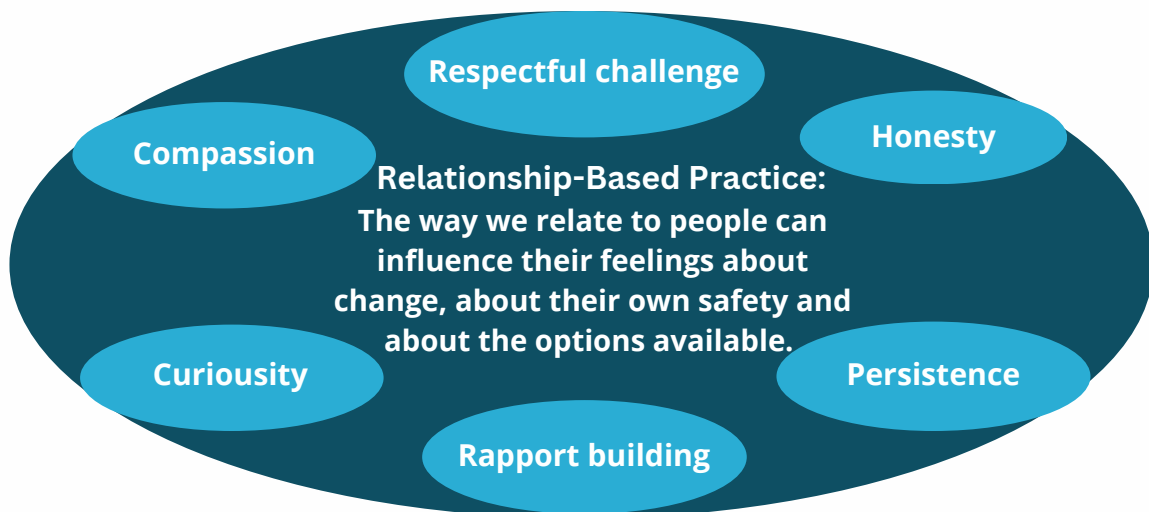 Respectful challenge
Compassion
Honesty
Relationship-Based Practice:
The way we relate to people can
influence their feelings about
change, about their own safety and
about the options available.
Curiousity
Persistence
Rapport building